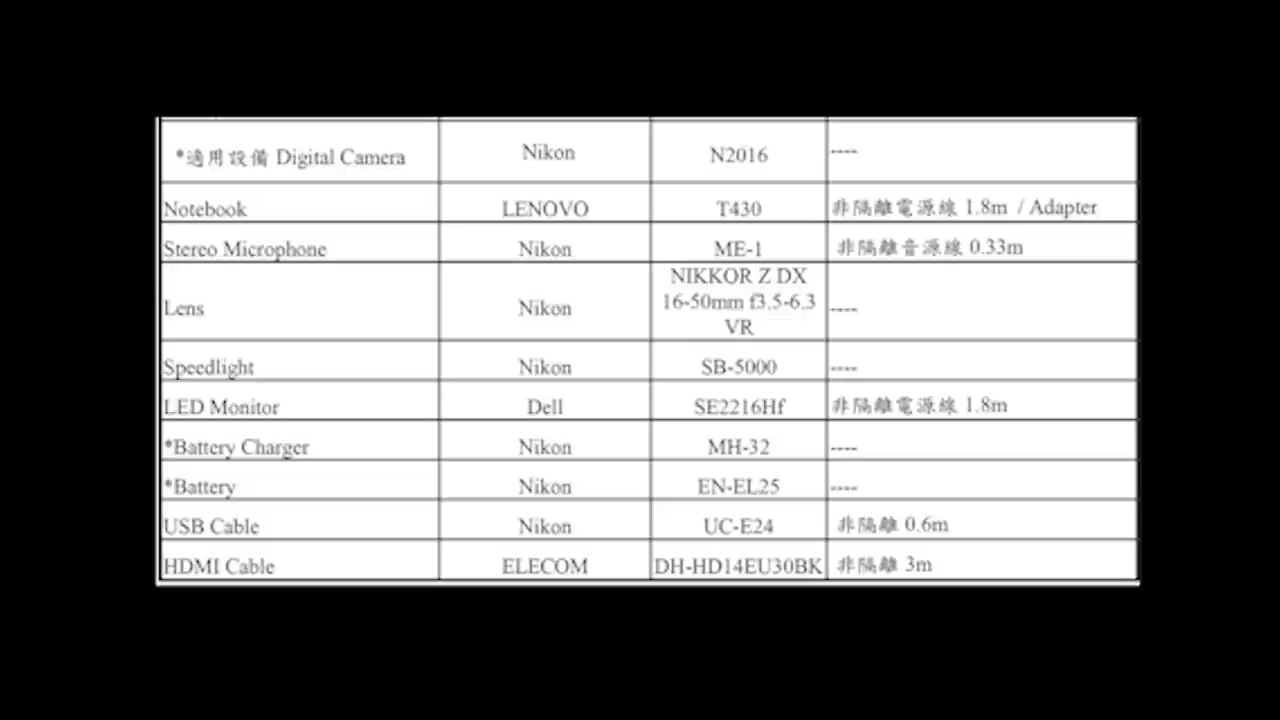 *適用設備 Digital Camera Nikon N2016 ----
Notebook LENOVO T430 非隔離電源線 1.8m / Adapter
Stereo Microphone Nikon ME-1 非隔離音源線 0.33m
Lens Nikon NIKKOR Z DX 16-50mm f3.5-6.3 VR ----
Speedlight Nikon SB-5000 ----
LED Monitor Dell SE2216Hf 非隔離電源線 1.8m
*Battery Charger Nikon MH-32 ----
*Battery Nikon EN-EL25 ----
USB Cable Nikon UC-E24 非隔離 0.6m
HDMI Cable ELECOM DH-HD14EU30BK 非隔離 3m